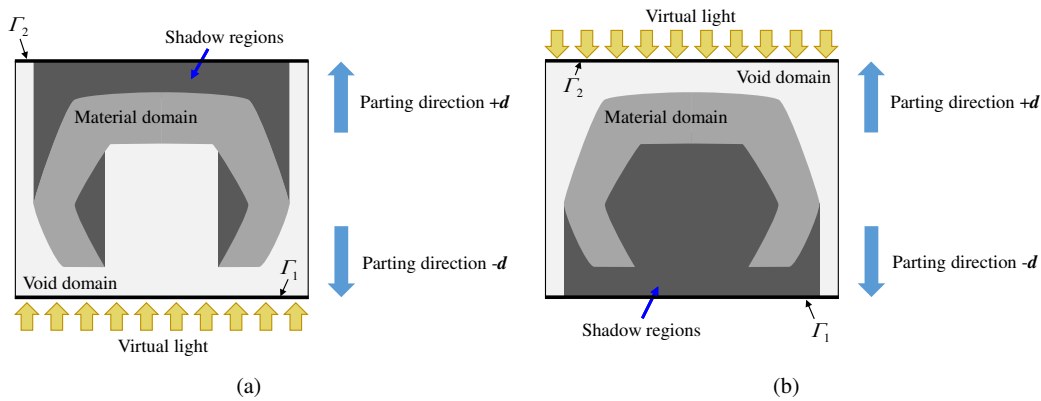 Γ2
Shadow regions
Material domain
Void domain
Γ1
Virtual light
Parting direction +d
Parting direction -d
(a)
Virtual light
Γ2
Void domain
Material domain
Shadow regions
Γ1
Parting direction +d
Parting direction -d
(b)